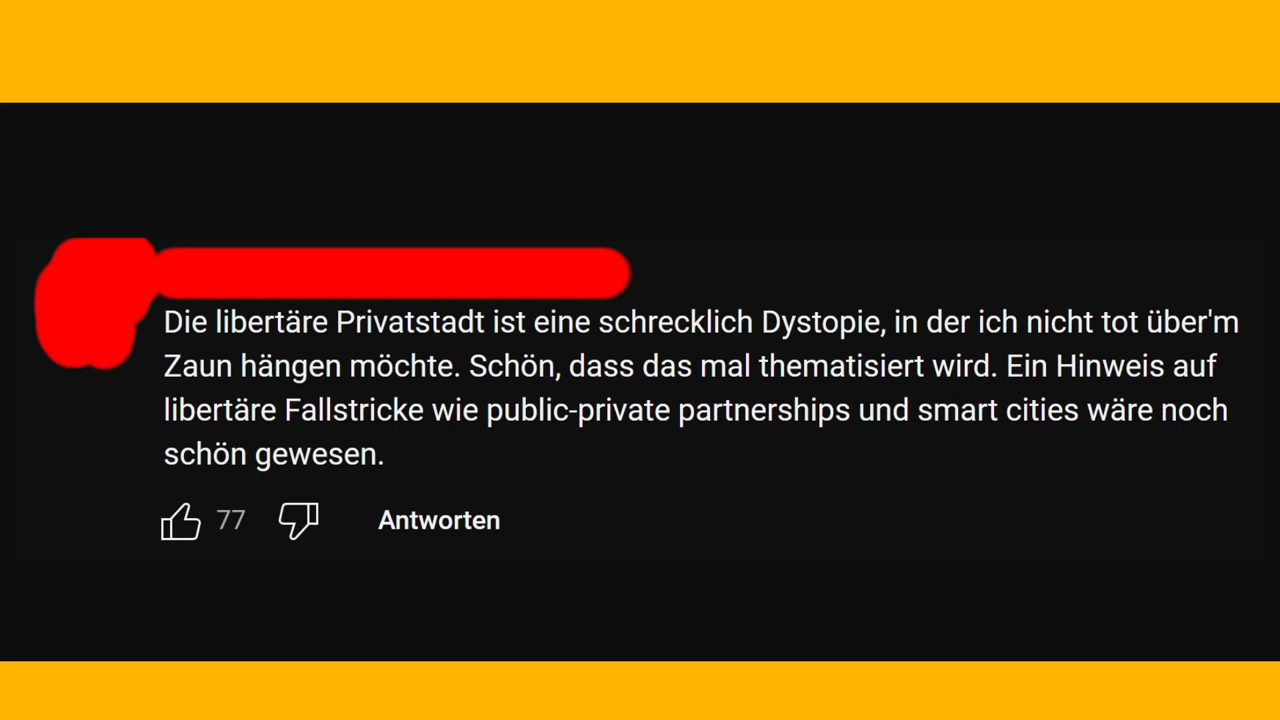 Die libertäre Privatstadt ist eine schrecklich Dystopie, in der ich nicht tot über'm
Zaun hängen möchte. Schön, dass das mal thematisiert wird. Ein Hinweis auf
libertäre Fallstricke wie public-private partnerships und smart cities wäre noch
schön gewesen.
77 Antworten